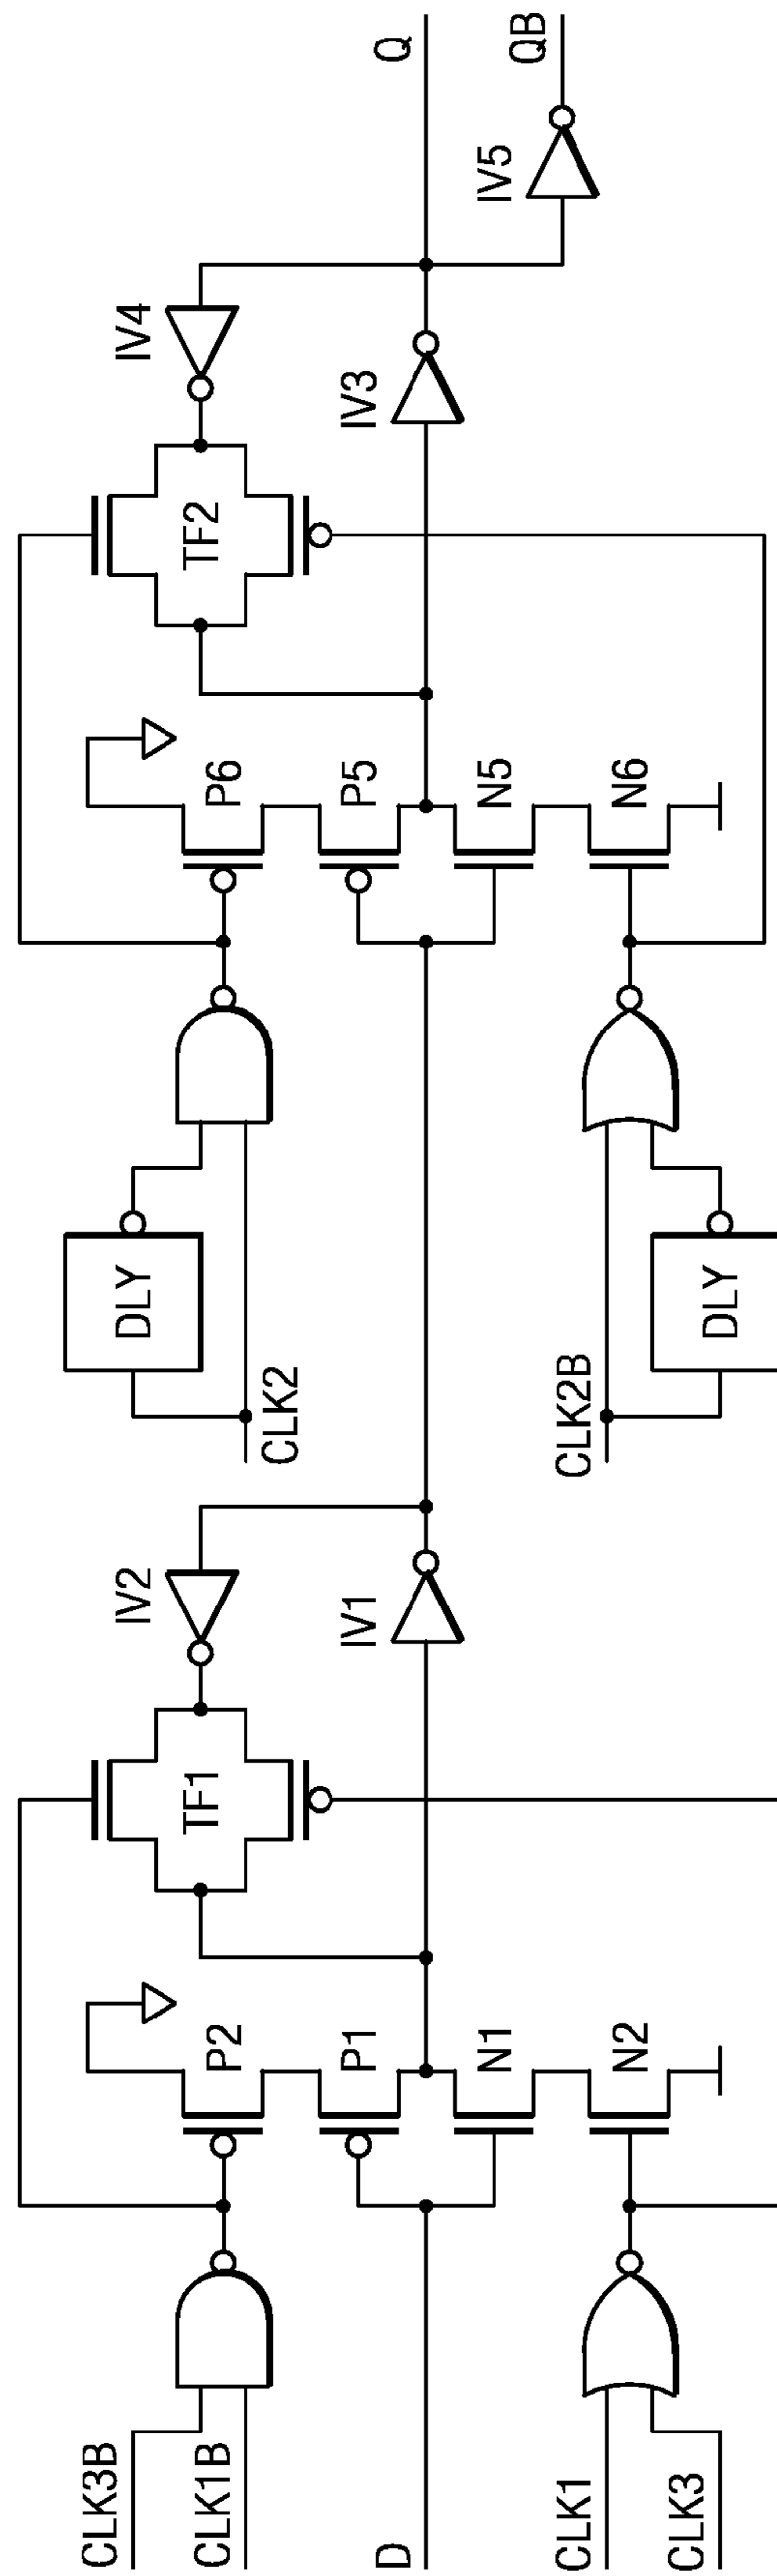 CLK3B
CLK1B
D
CLK1
CLK3
P2
P1
N1
N2
TF1
IV2
IV1
CLK2
CLK2B
DLY
DLY
P6
P5
N5
N6
TF2
IV4
IV3
IV5
Q
QB